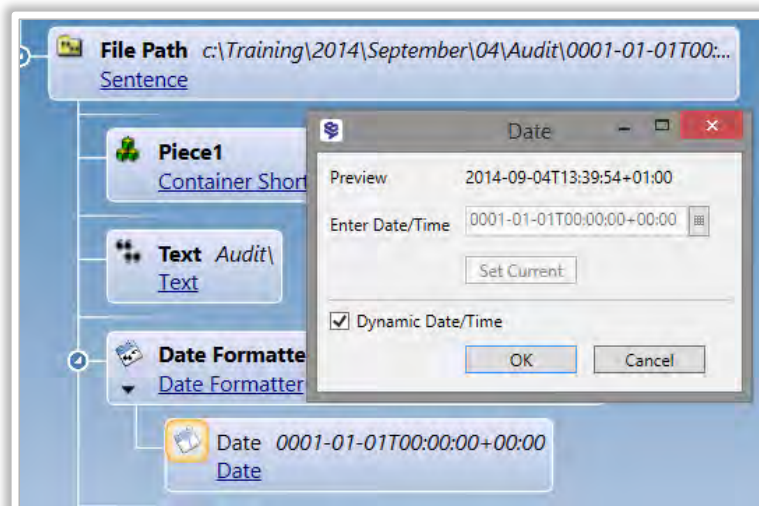 File Path c:\Training\2014\September\04\Audit\0001-01-01T00:...
Sentence
Piece1
Container Short
Text Audit\
Text
Date Formatte
Date Formatter
Date 0001-01-01T00:00:00+00:00
Date
Date
Preview 2014-09-04T13:39:54+01:00
Enter Date/Time 0001-01-01T00:00:00+00:00
Set Current
Dynamic Date/Time
OK Cancel